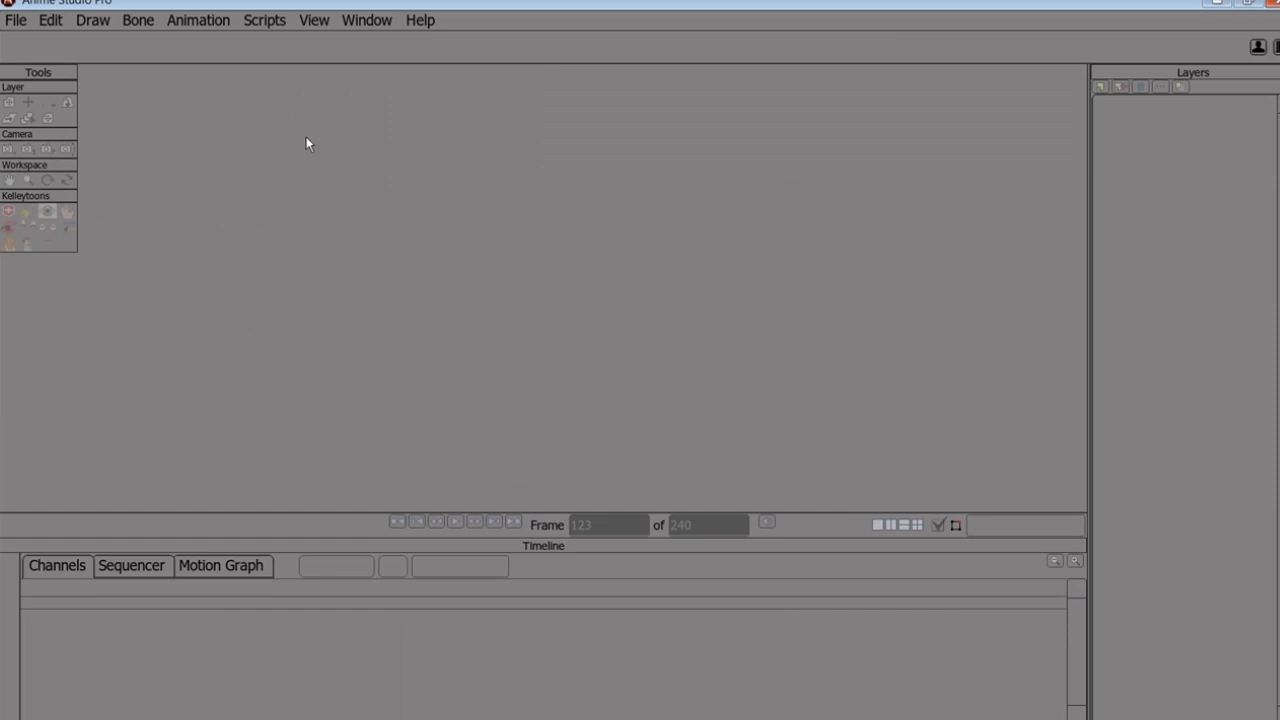 Anime Studio Pro
File Edit Draw Bone Animation Scripts View Window Help
Tools
Layer
Camera
Workspace
Kelleytoons
Layers
Frame 123 of 240
Timeline
Channels Sequencer Motion Graph